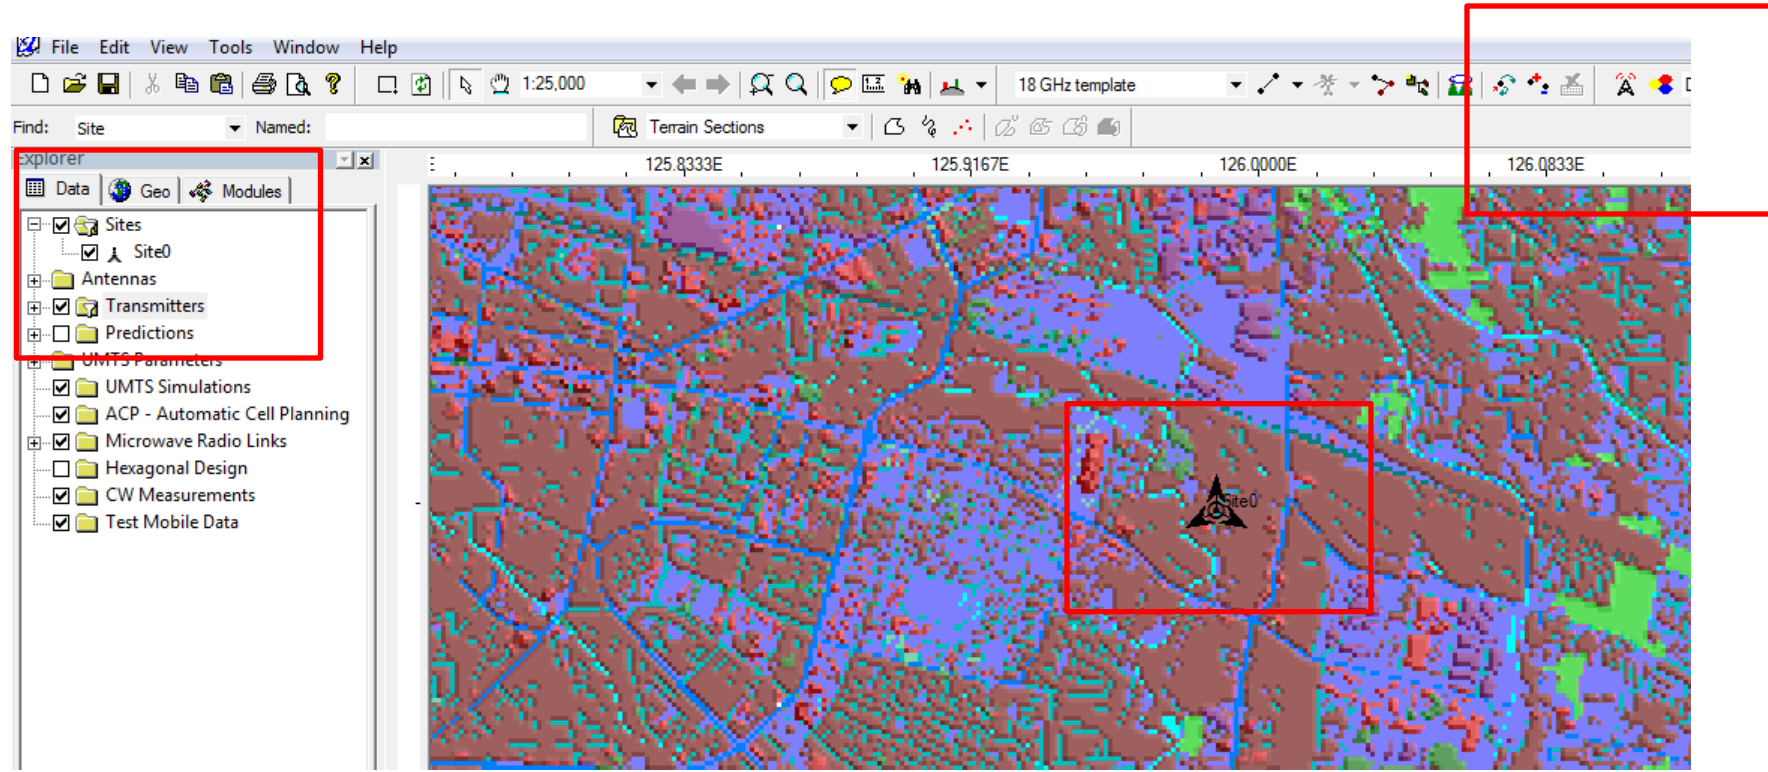 File Edit View Tools Window Help
1:25,000 18 GHz template
Find: Site Named: Terrain Sections
Explorer
Data Geo Modules
125.8333E 125.9167E 126.0000E 126.0833E
Sites
Site0
Antennas
Transmitters
Predictions
UMTS Parameters
UMTS Simulations
ACP - Automatic Cell Planning
Microwave Radio Links
Hexagonal Design
CW Measurements
Test Mobile Data
Site0